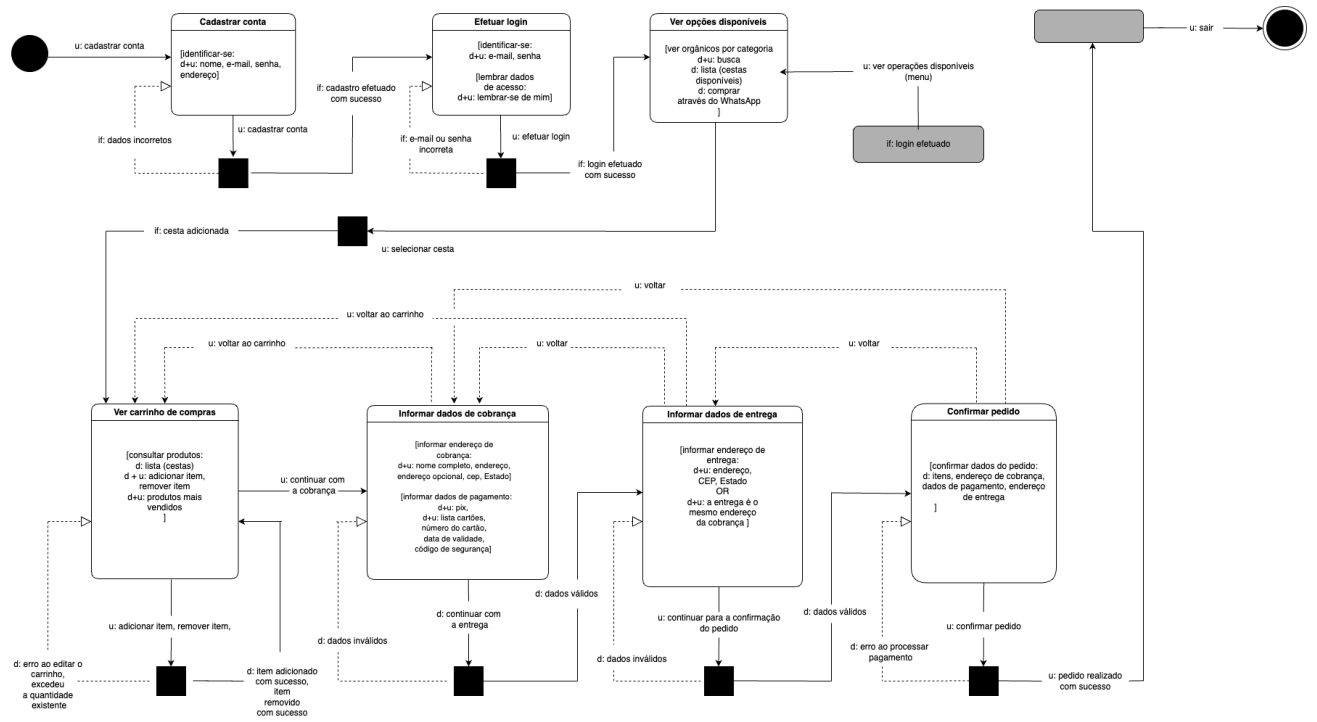 Cadastrar conta
[identificar-se:
d+u: nome, e-mail, senha,
endereço]
u: cadastrar conta
u: cadastrar conta
if: dados incorretos
if: cadastro efetuado
com sucesso
Efetuar login
[identificar-se:
d+u: e-mail, senha
[lembrar dados
de acesso:
d+u: lembrar-se de mim]
u: efetuar login
if: e-mail ou senha
incorreta
if: login efetuado
com sucesso
Ver opções disponíveis
[ver orgânicos por categoria
d+u: busca
d: lista (cestas
disponíveis)
d: comprar
através do WhatsApp
]
u: ver operações disponíveis
(menu)
if: login efetuado
u: sair
if: cesta adicionada
u: selecionar cesta
u: voltar
u: voltar ao carrinho
u: voltar ao carrinho
u: voltar
u: voltar
Ver carrinho de compras
[consultar produtos:
d: lista (cestas)
d + u: adicionar item,
remover item
d+u: produtos mais
vendidos
]
u: continuar com
a cobrança
u: adicionar item, remover item,
d: erro ao editar o
carrinho,
excedeu
a quantidade
existente
d: item adicionado
com sucesso,
item
removido
com sucesso
Informar dados de cobrança
[informar endereço de
cobrança:
d+u: nome completo, endereço,
endereço opcional, cep, Estado]
[informar dados de pagamento:
d+u: pix,
d+u: lista cartões,
número do cartão,
data de validade,
código de segurança]
d: continuar com
a entrega
d: dados inválidos
d: dados válidos
Informar dados de entrega
[informar endereço de
entrega:
d+u: endereço,
CEP, Estado
OR
d+u: a entrega é o
mesmo endereço
da cobrança ]
u: continuar para a confirmação
do pedido
d: dados inválidos
d: dados válidos
Confirmar pedido
[confirmar dados do pedido:
d: itens, endereço de cobrança,
dados de pagamento, endereço
de entrega
]
u: confirmar pedido
d: erro ao processar
pagamento
u: pedido realizado
com sucesso